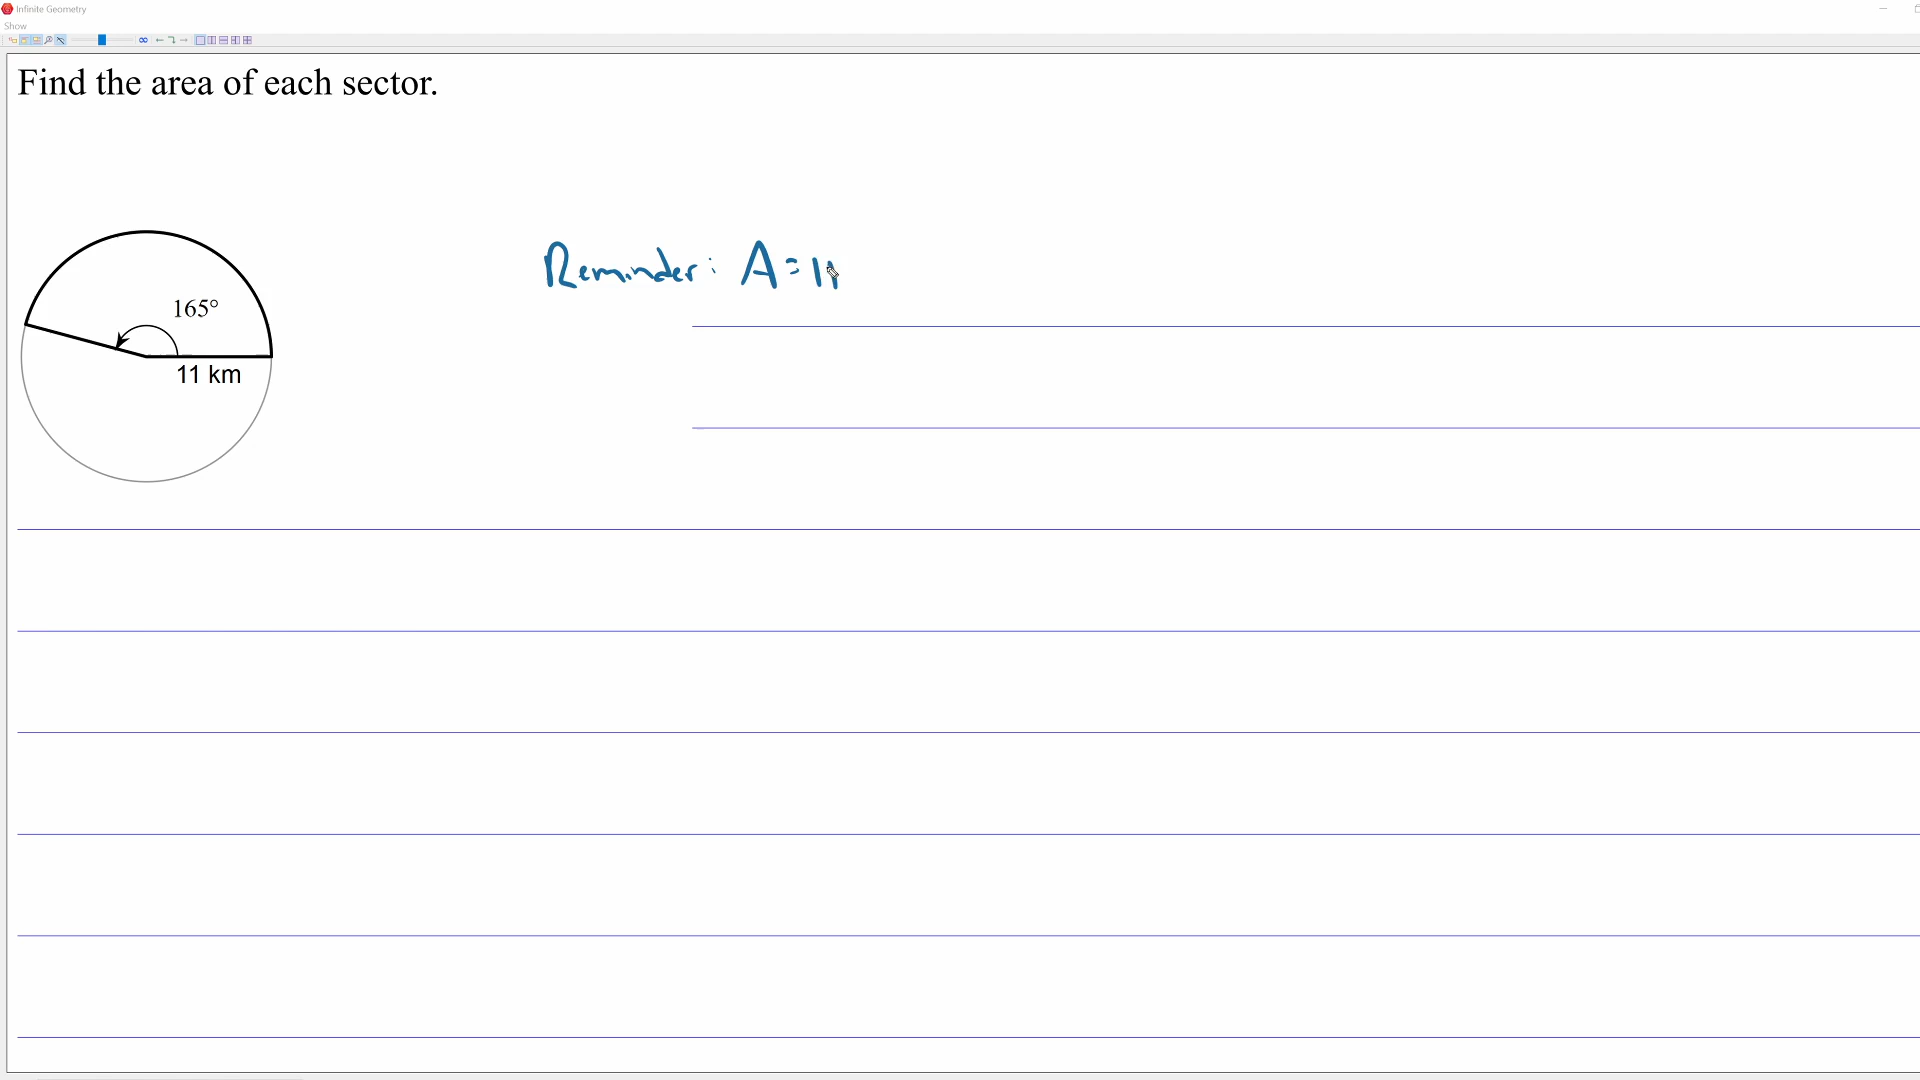 Infinite Geometry
Show
Find the area of each sector.
Reminder: A =
165°
11 km